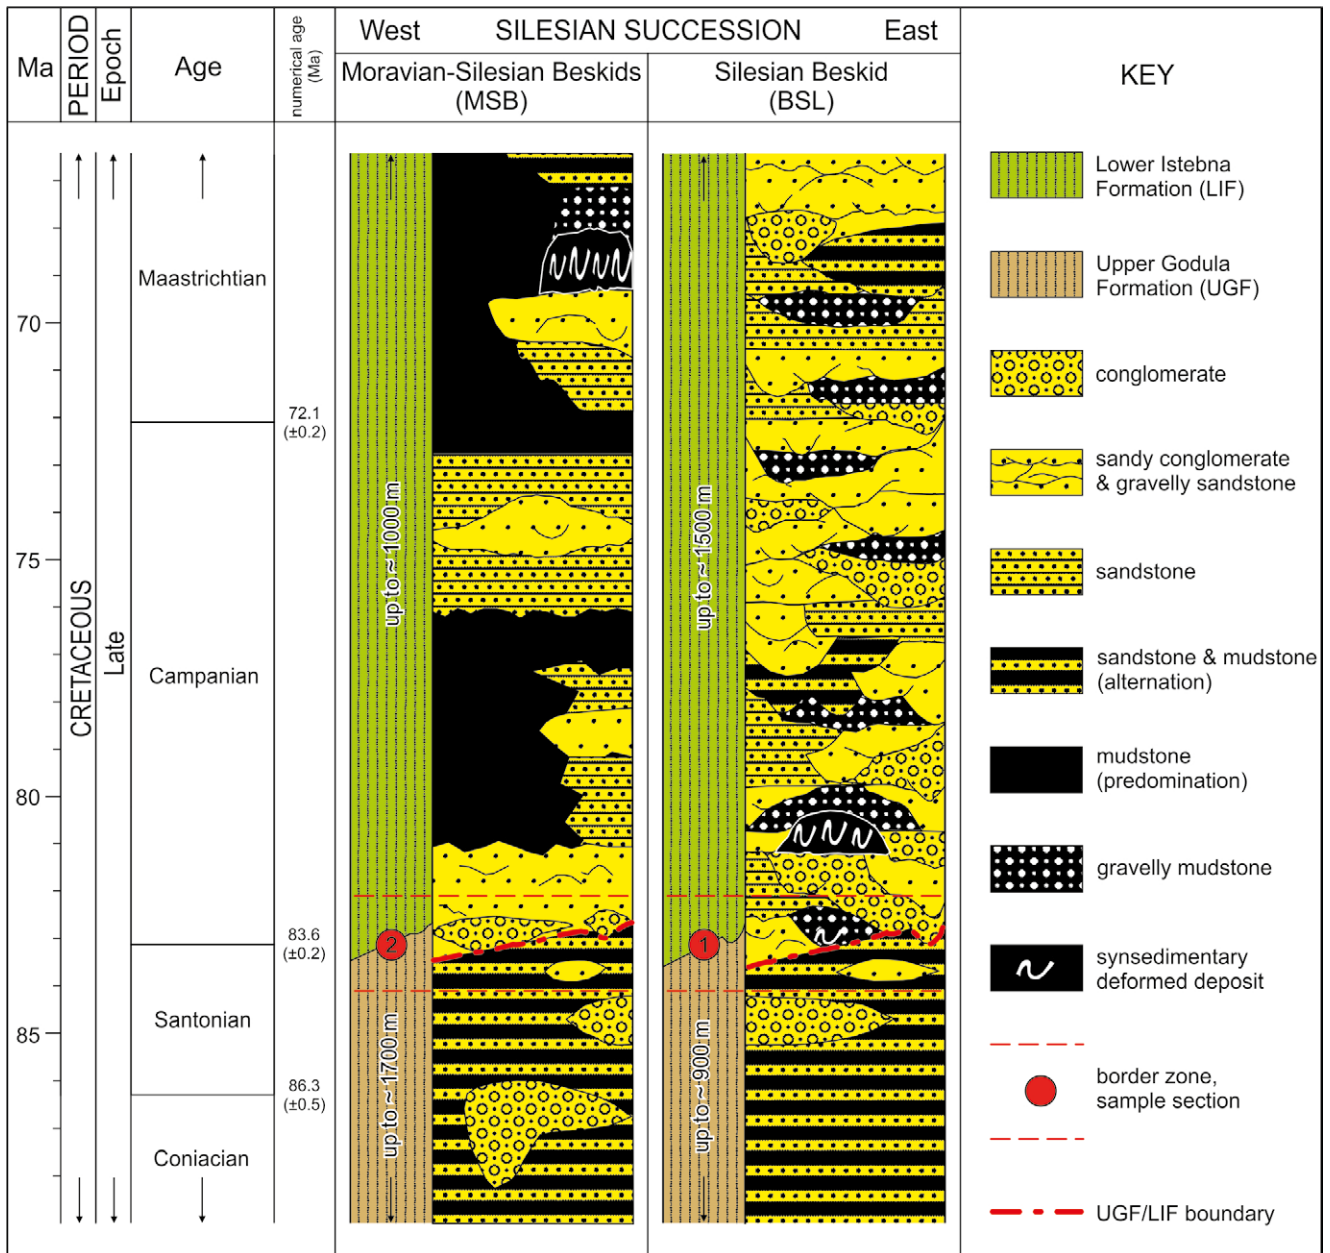 Ma
PERIOD
Epoch
Age
numerical age
(Ma)
West SILESIAN SUCCESSION East
Moravian-Silesian Beskids
(MSB)
Silesian Beskid
(BSL)
KEY
70
75
80
85
CRETACEOUS
Late
Maastrichtian
72.1
(±0.2)
Campanian
83.6
(±0.2)
Santonian
86.3
(±0.5)
Coniacian
up to ~ 1000 m
2
up to ~ 1700 m
up to ~ 1500 m
1
up to ~ 900 m
Lower Istebna
Formation (LIF)
Upper Godula
Formation (UGF)
conglomerate
sandy conglomerate
& gravelly sandstone
sandstone
sandstone & mudstone
(alternation)
mudstone
(predomination)
gravelly mudstone
synsedimentary
deformed deposit
border zone,
sample section
UGF/LIF boundary